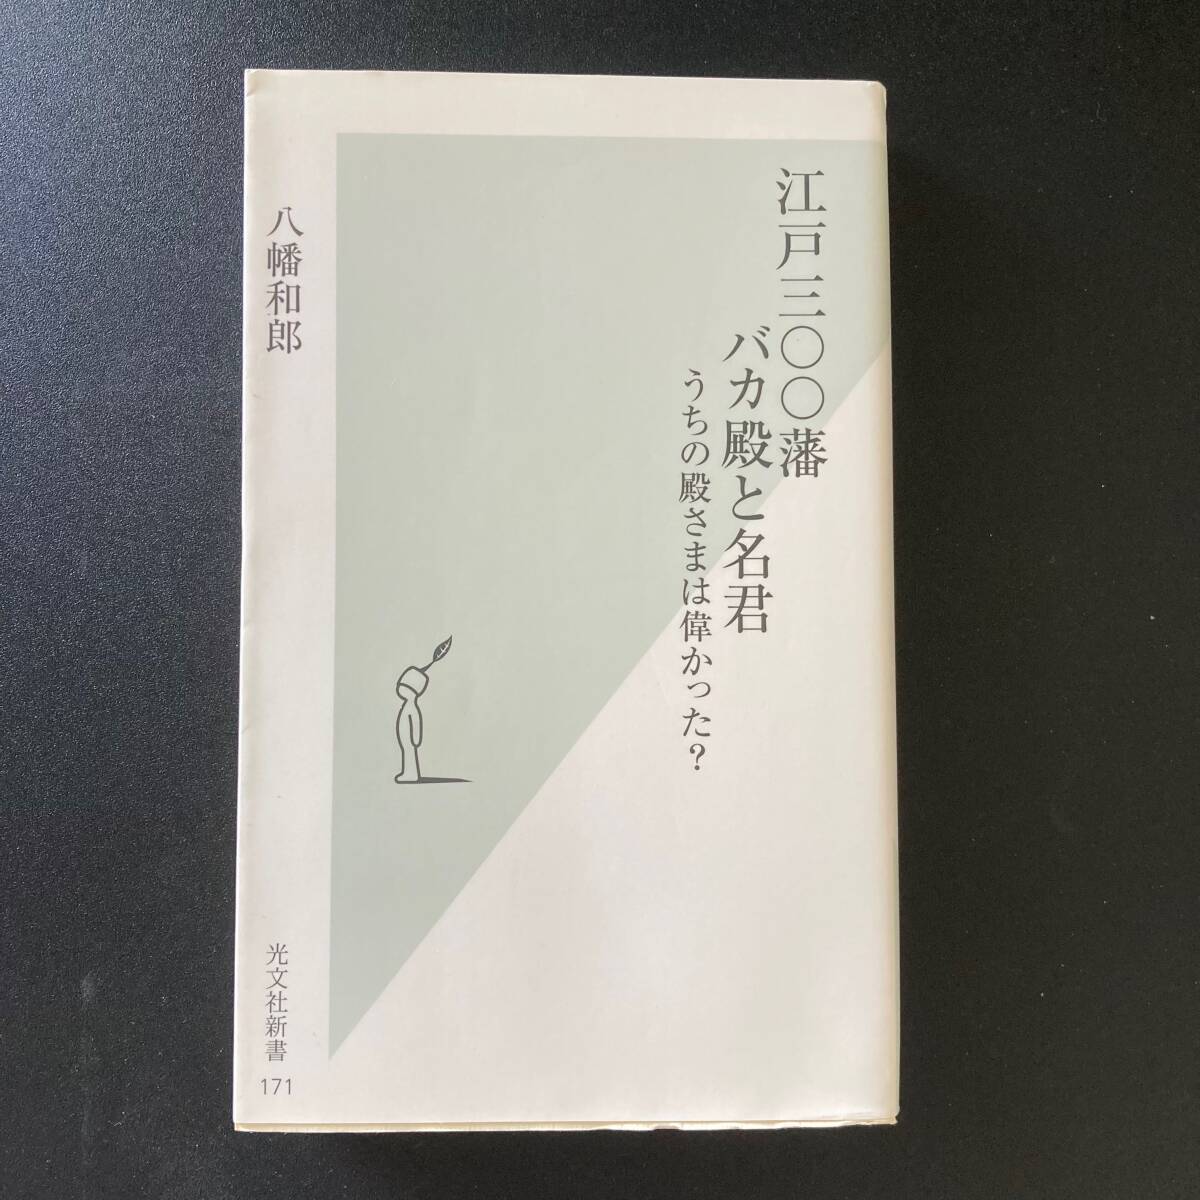 江戸三〇〇藩
バカ殿と名君
うちの殿さまは偉かった?
八幡和郎
光文社新書
171